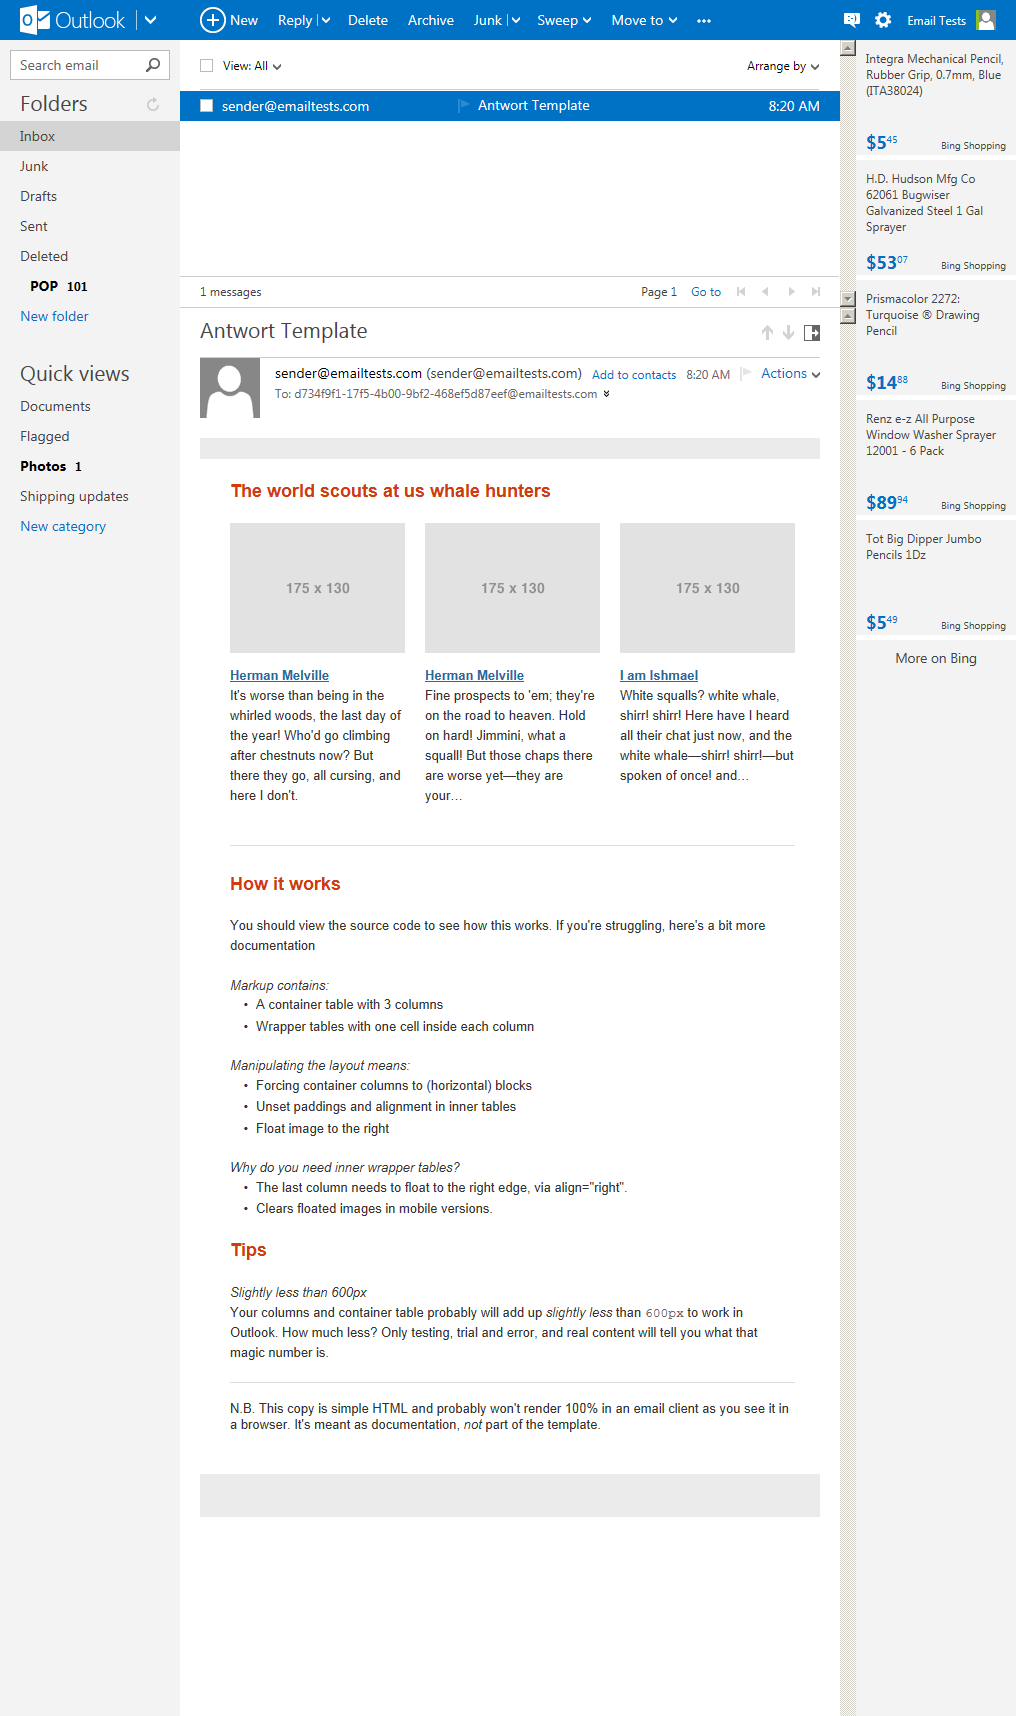 Outlook
New Reply Delete Archive Junk Sweep Move to ••• Email Tests
Search email
Folders
Inbox
Junk
Drafts
Sent
Deleted
POP 101
New folder
Quick views
Documents
Flagged
Photos 1
Shipping updates
New category
View: All Arrange by
sender@emailtests.com Antwort Template 8:20 AM
1 messages Page 1 Go to
Antwort Template
sender@emailtests.com (sender@emailtests.com) Add to contacts 8:20 AM Actions
To: d734f9f1-17f5-4b00-9bf2-468ef5d87eef@emailtests.com
The world scouts at us whale hunters
175 x 130 175 x 130 175 x 130
Herman Melville
It's worse than being in the
whirled woods, the last day of
the year! Who'd go climbing
after chestnuts now? But
there they go, all cursing, and
here I don't.
Herman Melville
Fine prospects to 'em; they're
on the road to heaven. Hold
on hard! Jimmini, what a
squall! But those chaps there
are worse yet—they are
your…
I am Ishmael
White squalls? white whale,
shirr! shirr! Here have I heard
all their chat just now, and the
white whale—shirr! shirr!—but
spoken of once! and…
How it works
You should view the source code to see how this works. If you're struggling, here's a bit more
documentation
Markup contains:
• A container table with 3 columns
• Wrapper tables with one cell inside each column
Manipulating the layout means:
• Forcing container columns to (horizontal) blocks
• Unset paddings and alignment in inner tables
• Float image to the right
Why do you need inner wrapper tables?
• The last column needs to float to the right edge, via align="right".
• Clears floated images in mobile versions.
Tips
Slightly less than 600px
Your columns and container table probably will add up slightly less than 600px to work in
Outlook. How much less? Only testing, trial and error, and real content will tell you what that
magic number is.
N.B. This copy is simple HTML and probably won't render 100% in an email client as you see it in
a browser. It's meant as documentation, not part of the template.
Integra Mechanical Pencil,
Rubber Grip, 0.7mm, Blue
(ITA38024)
$5 45 Bing Shopping
H.D. Hudson Mfg Co
62061 Bugwiser
Galvanized Steel 1 Gal
Sprayer
$53 07 Bing Shopping
Prismacolor 2272:
Turquoise ® Drawing
Pencil
$14 88 Bing Shopping
Renz e-z All Purpose
Window Washer Sprayer
12001 - 6 Pack
$89 94 Bing Shopping
Tot Big Dipper Jumbo
Pencils 1Dz
$5 49 Bing Shopping
More on Bing